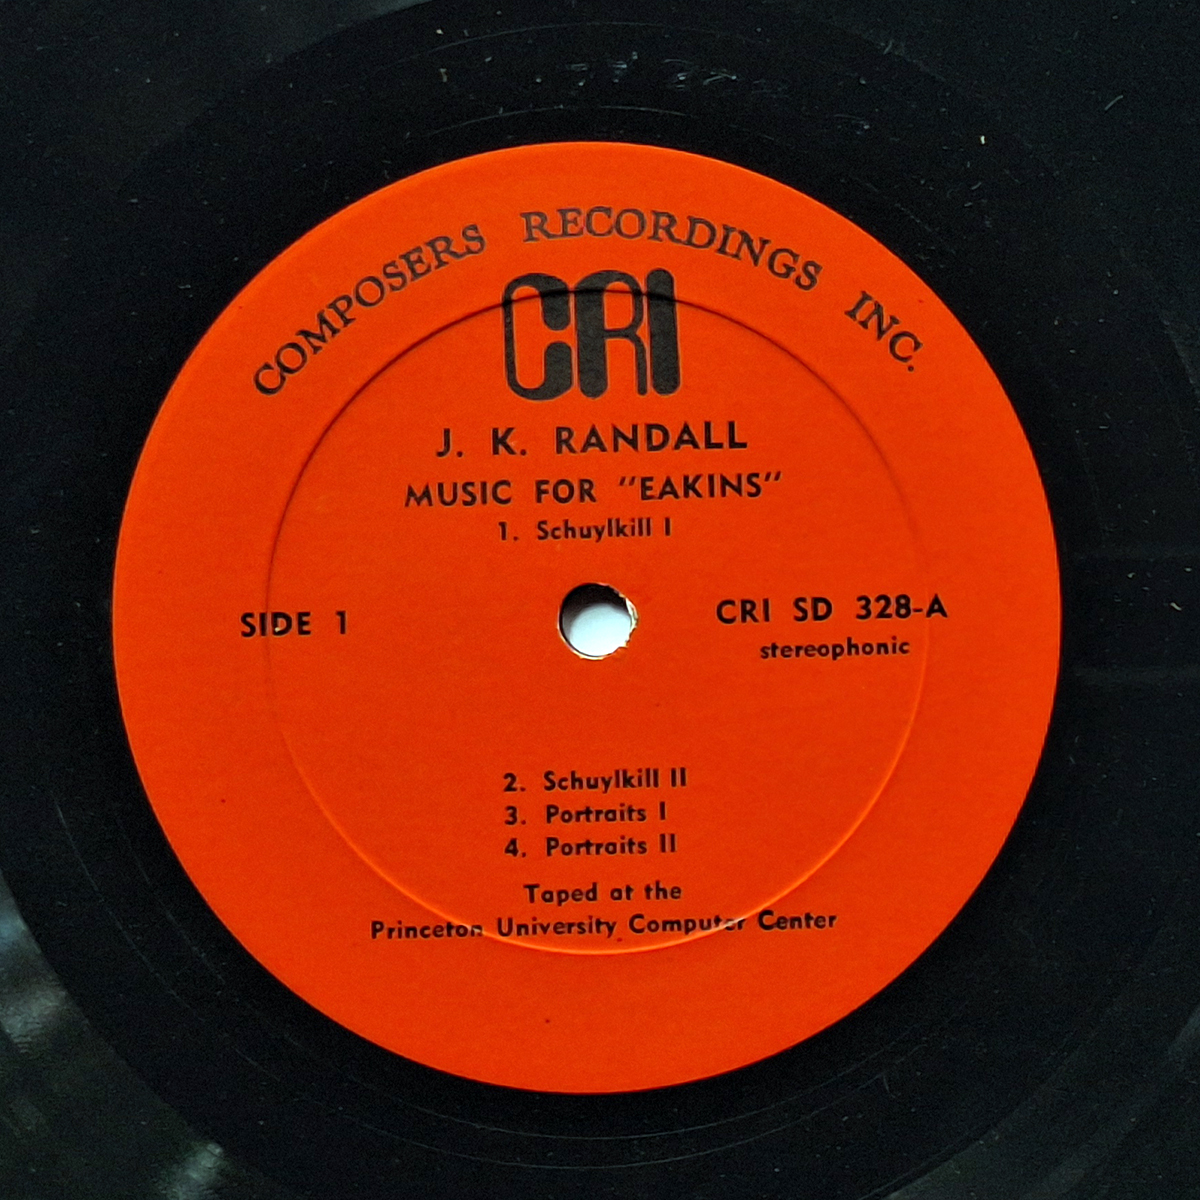 COMPOSERS RECORDINGS INC.
CRI
J. K. RANDALL
MUSIC FOR "EAKINS"
1. Schuylkill I
SIDE 1
CRI SD 328-A
stereophonic
2. Schuylkill II
3. Portraits I
4. Portraits II
Taped at the
Princeton University Computer Center